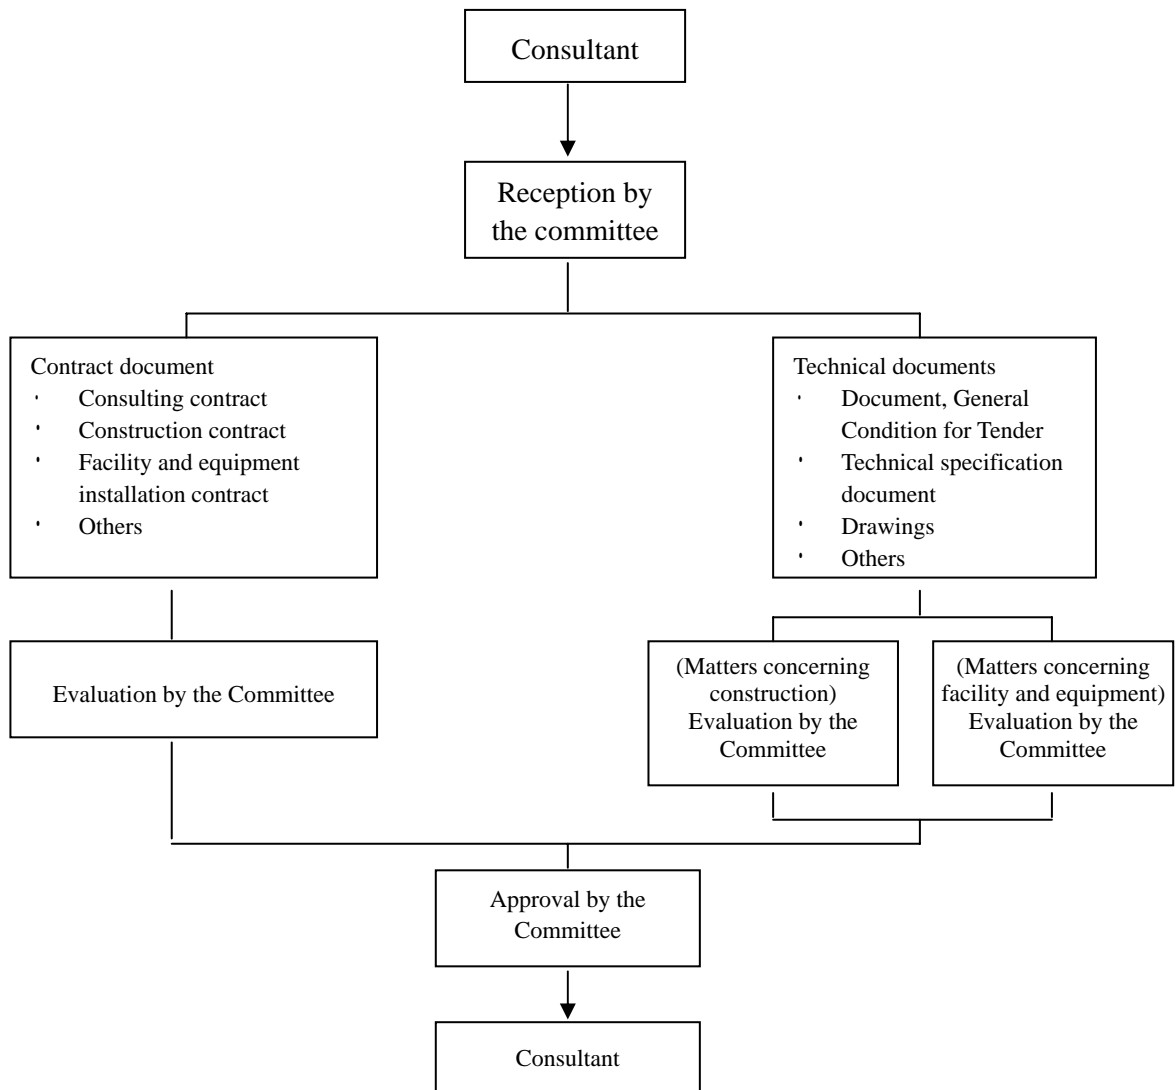 Consultant
Reception by
the committee
Contract document
· Consulting contract
· Construction contract
· Facility and equipment
installation contract
· Others
Technical documents
· Document, General
Condition for Tender
· Technical specification
document
· Drawings
· Others
Evaluation by the Committee
(Matters concerning
construction)
Evaluation by the
Committee
(Matters concerning
facility and equipment)
Evaluation by the
Committee
Approval by the
Committee
Consultant